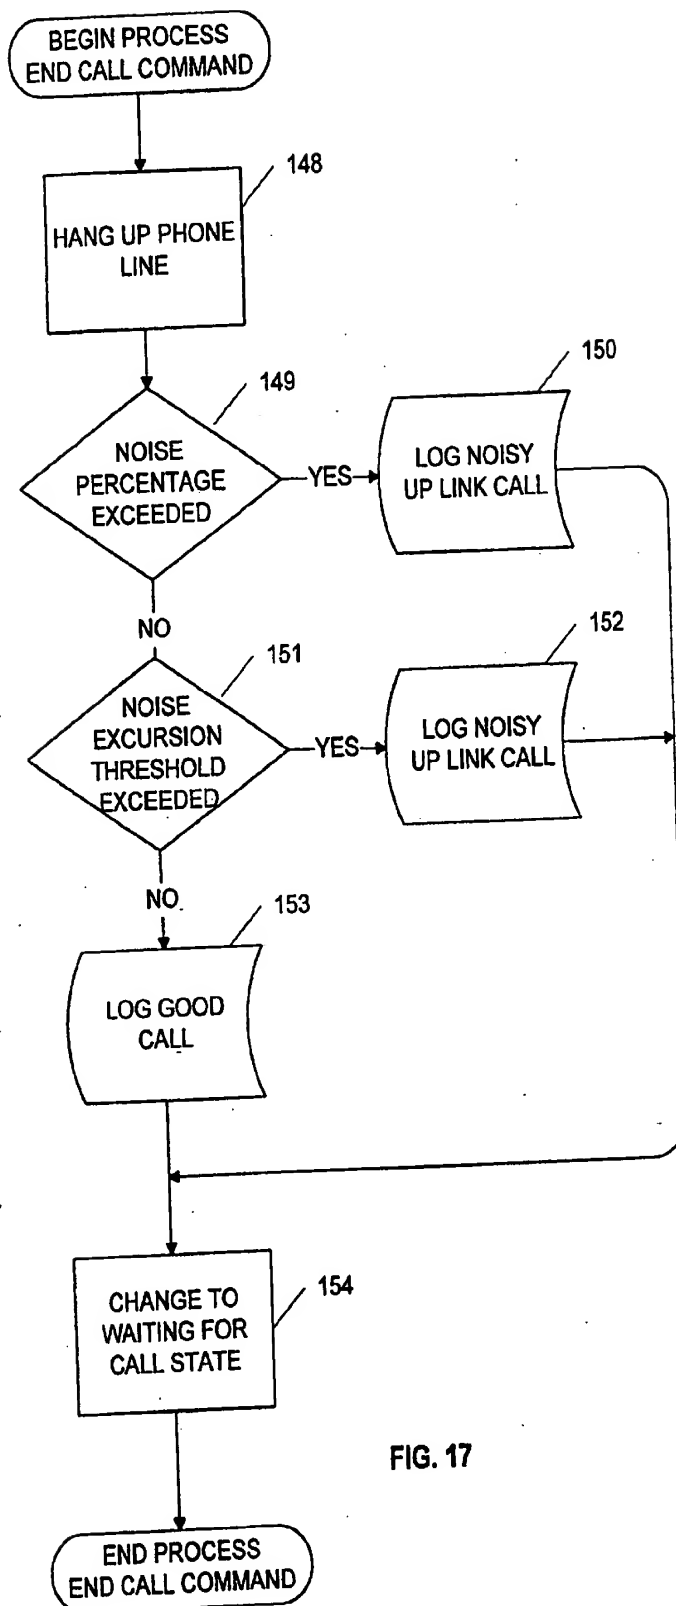 BEGIN PROCESS
END CALL COMMAND
148
HANG UP PHONE
LINE
149
NOISE
PERCENTAGE
EXCEEDED
YES
150
LOG NOISY
UP LINK CALL
NO
151
NOISE
EXCURSION
THRESHOLD
EXCEEDED
YES
152
LOG NOISY
UP LINK CALL
NO
153
LOG GOOD
CALL
154
CHANGE TO
WAITING FOR
CALL STATE
FIG. 17
END PROCESS
END CALL COMMAND